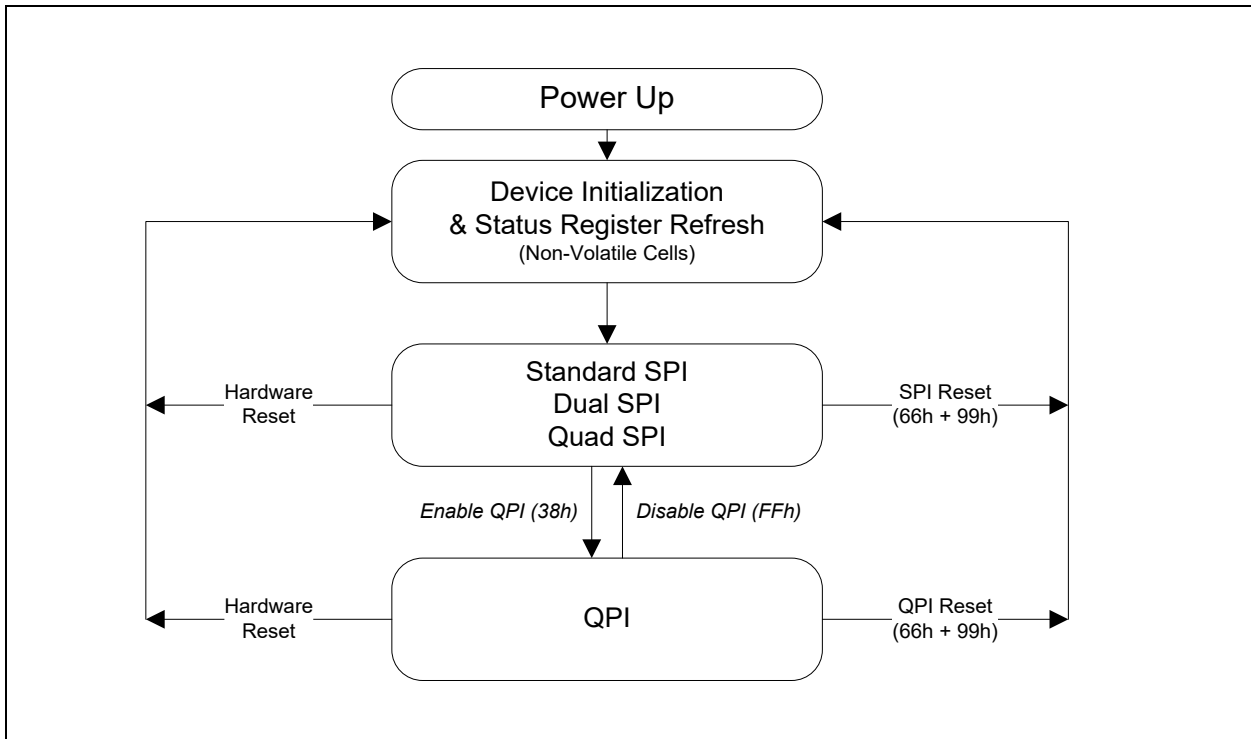 Power Up
Device Initialization
& Status Register Refresh
(Non-Volatile Cells)
Standard SPI
Dual SPI
Quad SPI
Hardware
Reset
SPI Reset
(66h + 99h)
Enable QPI (38h)
Disable QPI (FFh)
QPI
Hardware
Reset
QPI Reset
(66h + 99h)